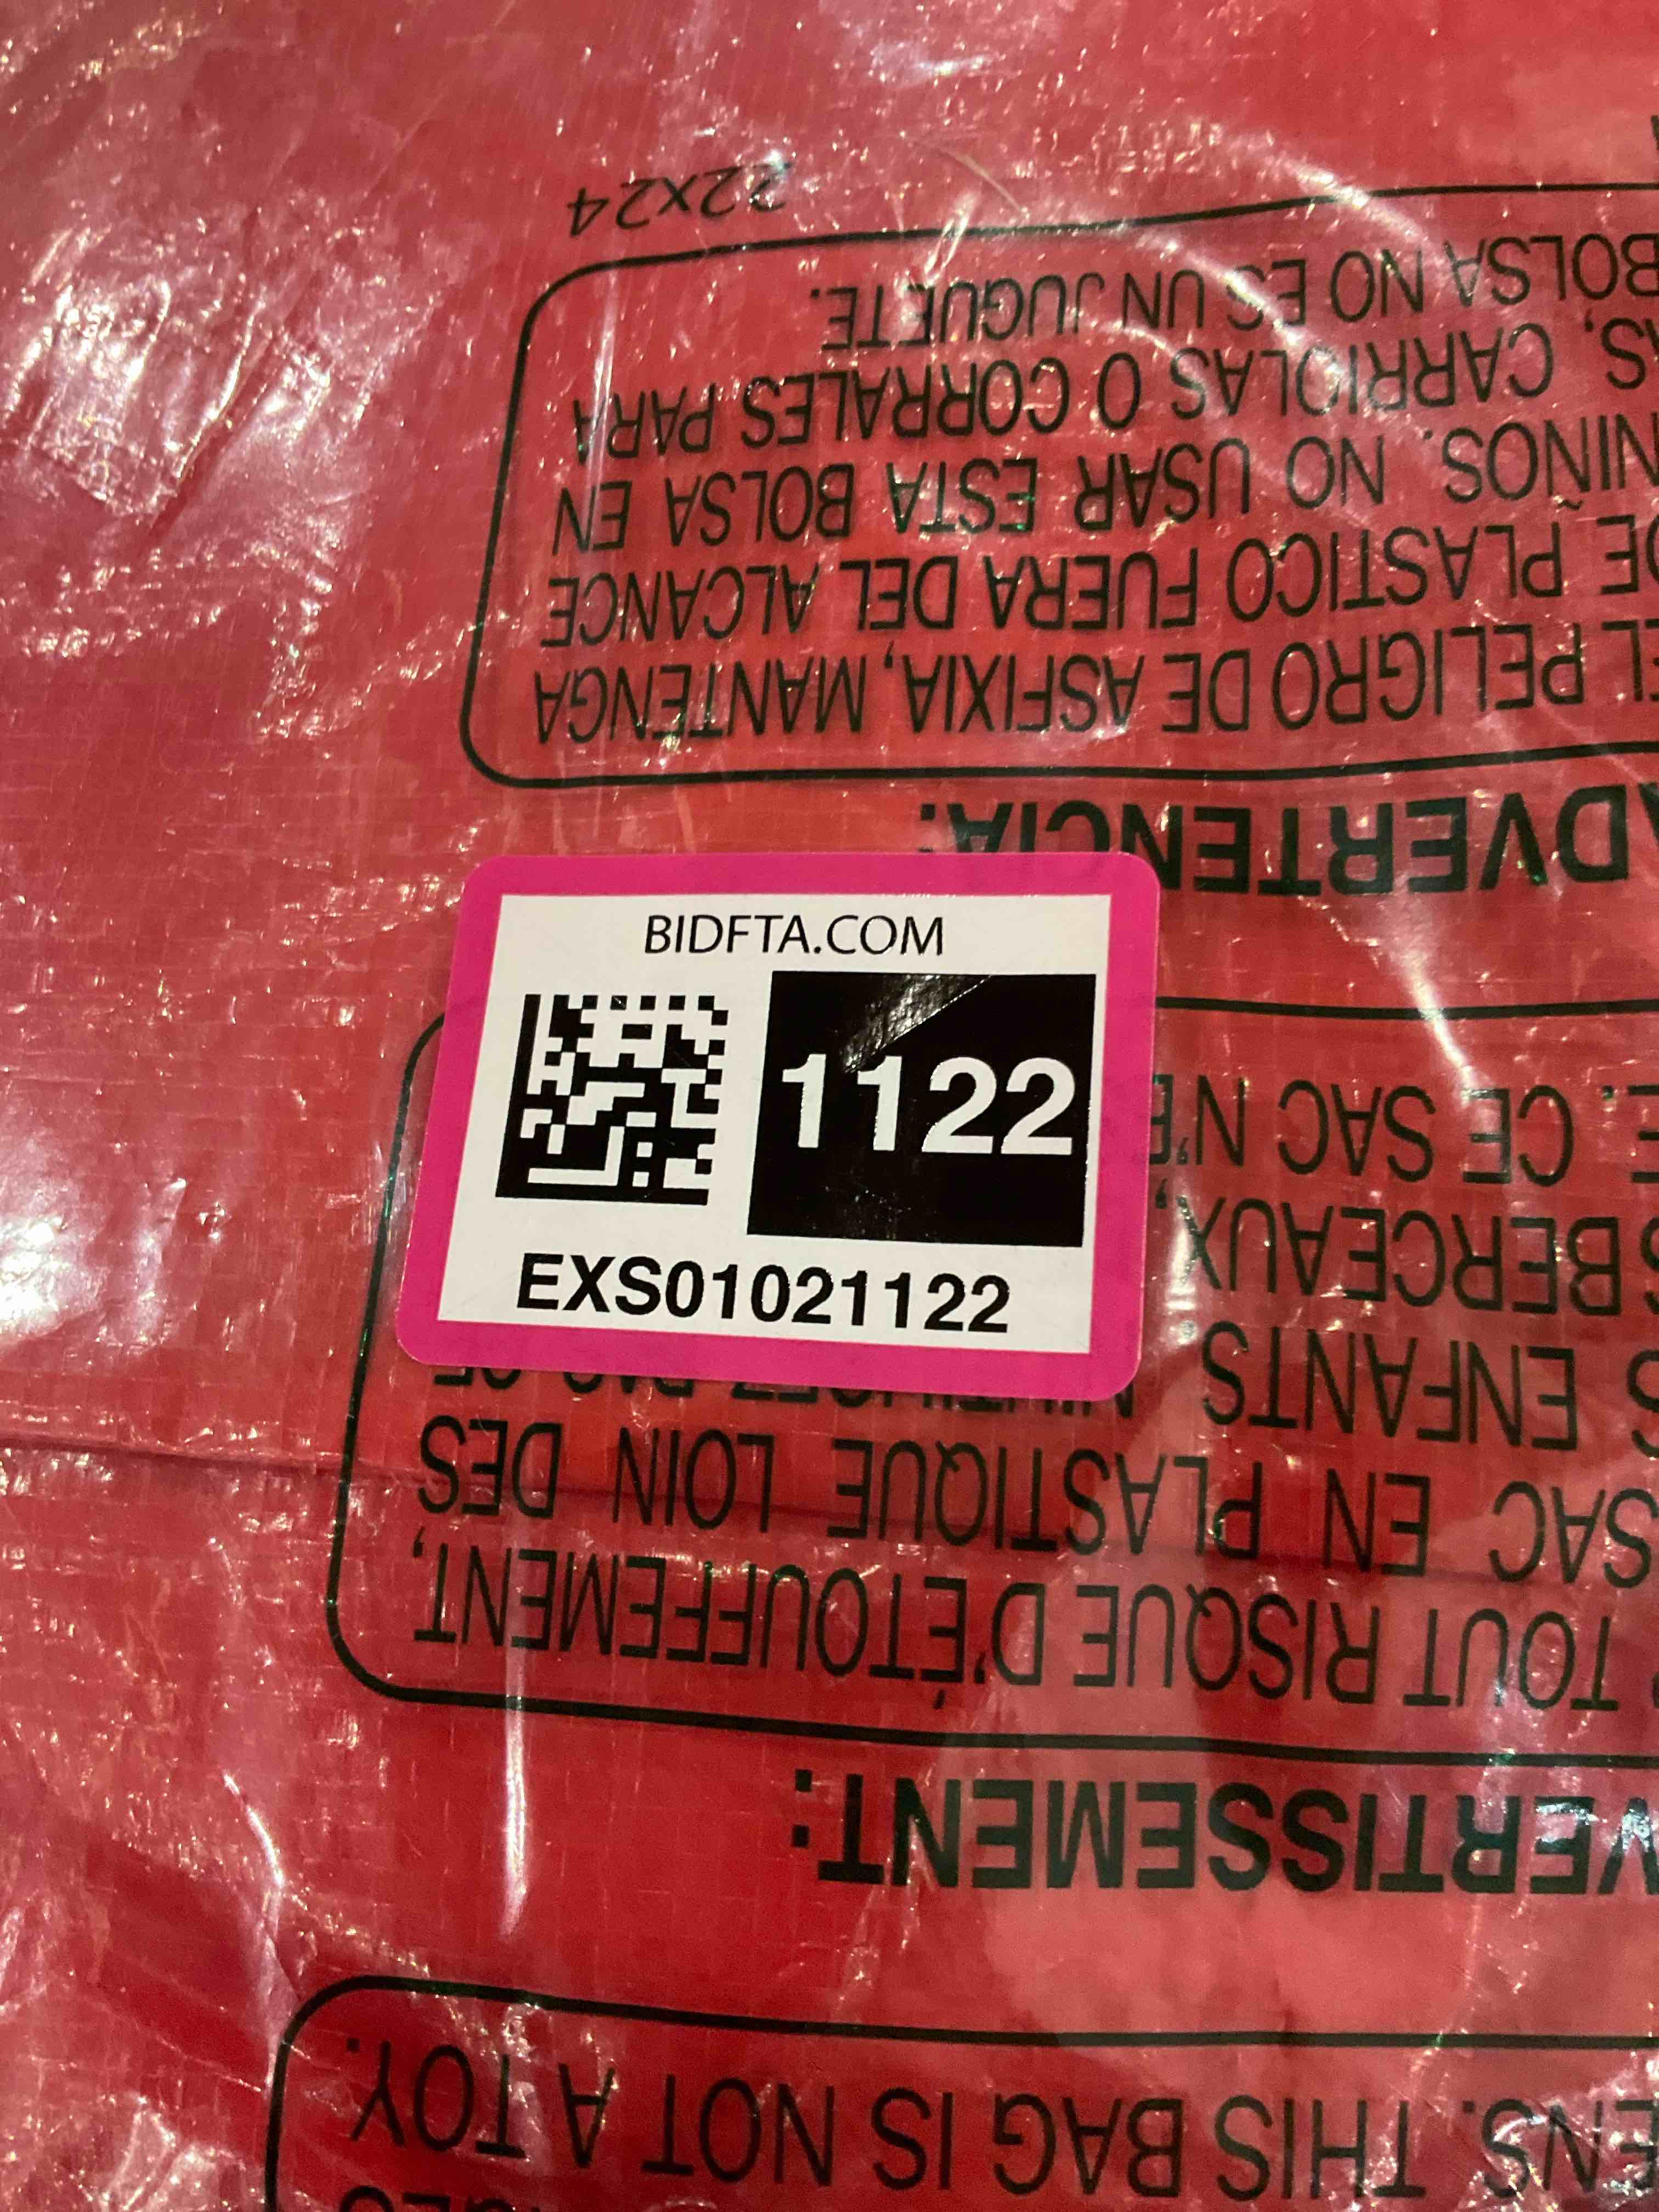 BIDFTA.COM
1122
EXS01021122
THIS BAG IS NOT A TOY.
TOUT RISQUE D'ÉTOUFFEMENT,
SAC EN PLASTIQUE LOIN DES
ENFANTS
BERCEAUX,
CE SAC
ADVERTENCIA:
EL PELIGRO DE ASFIXIA, MANTENGA
DE PLASTICO FUERA DEL ALCANCE
NIÑOS. NO USAR ESTA BOLSA EN
CARRIOLAS O CORRALES PARA
BOLSA NO ES UN JUGUETE.
22x24